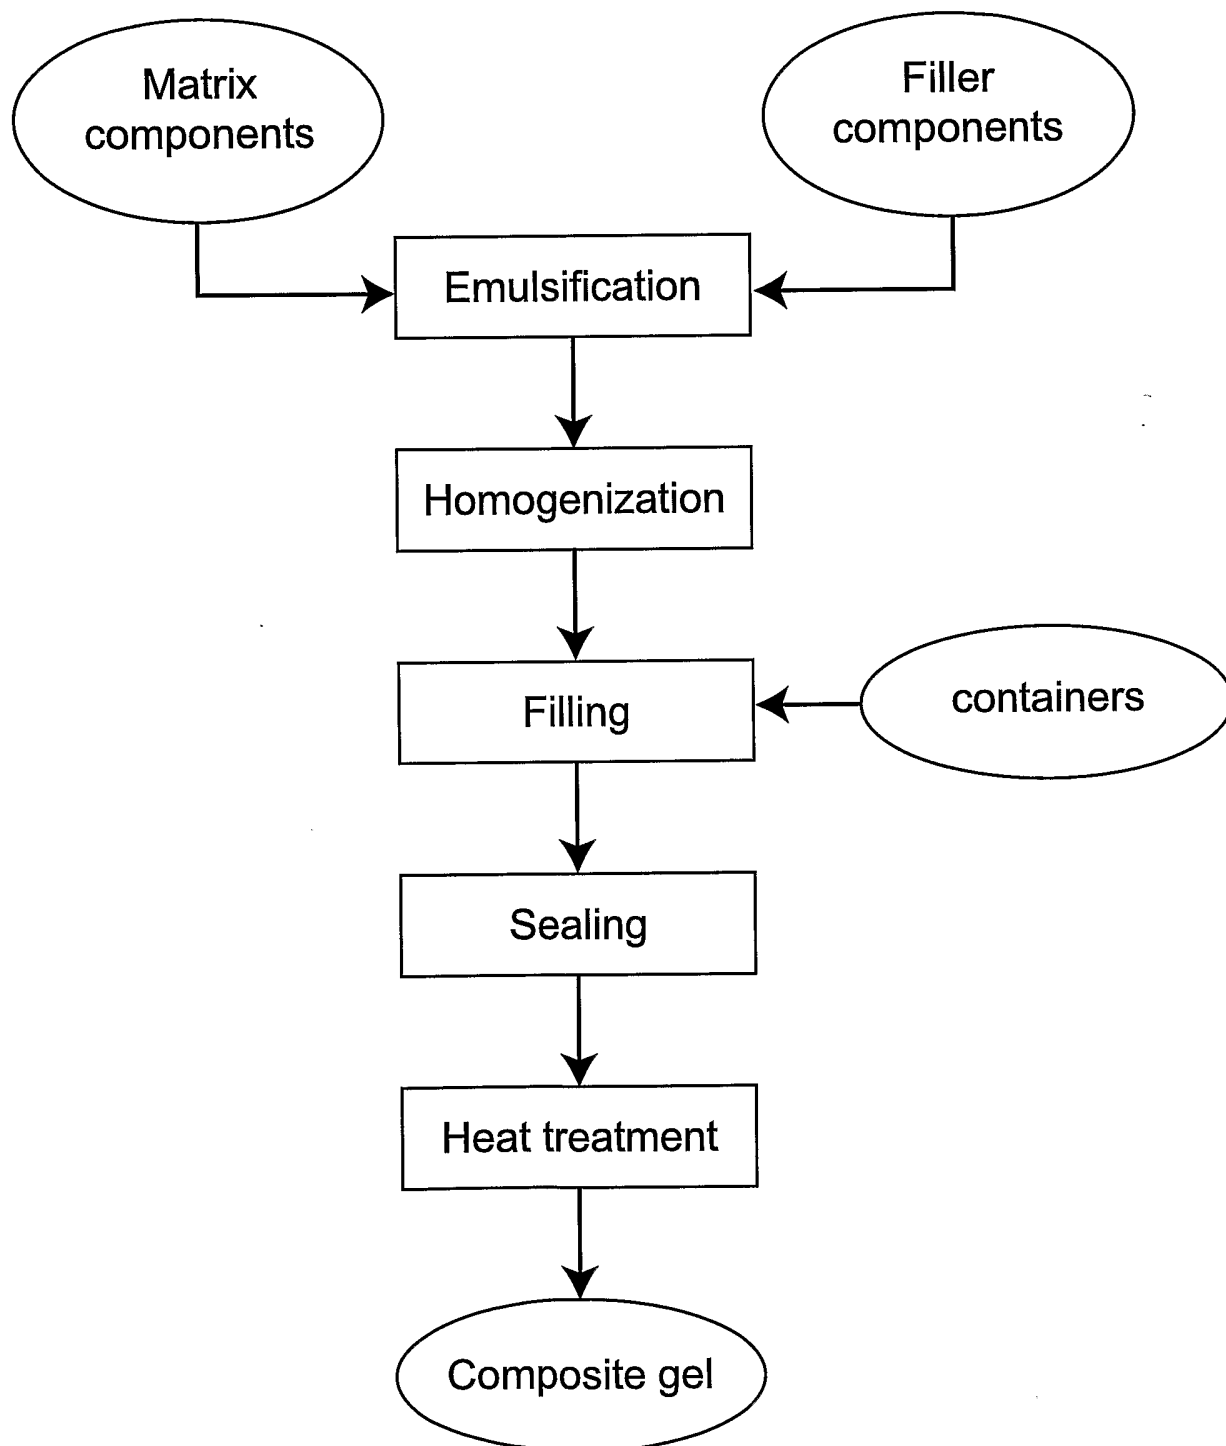 Matrix
components
Filler
components
Emulsification
Homogenization
Filling
containers
Sealing
Heat treatment
Composite gel